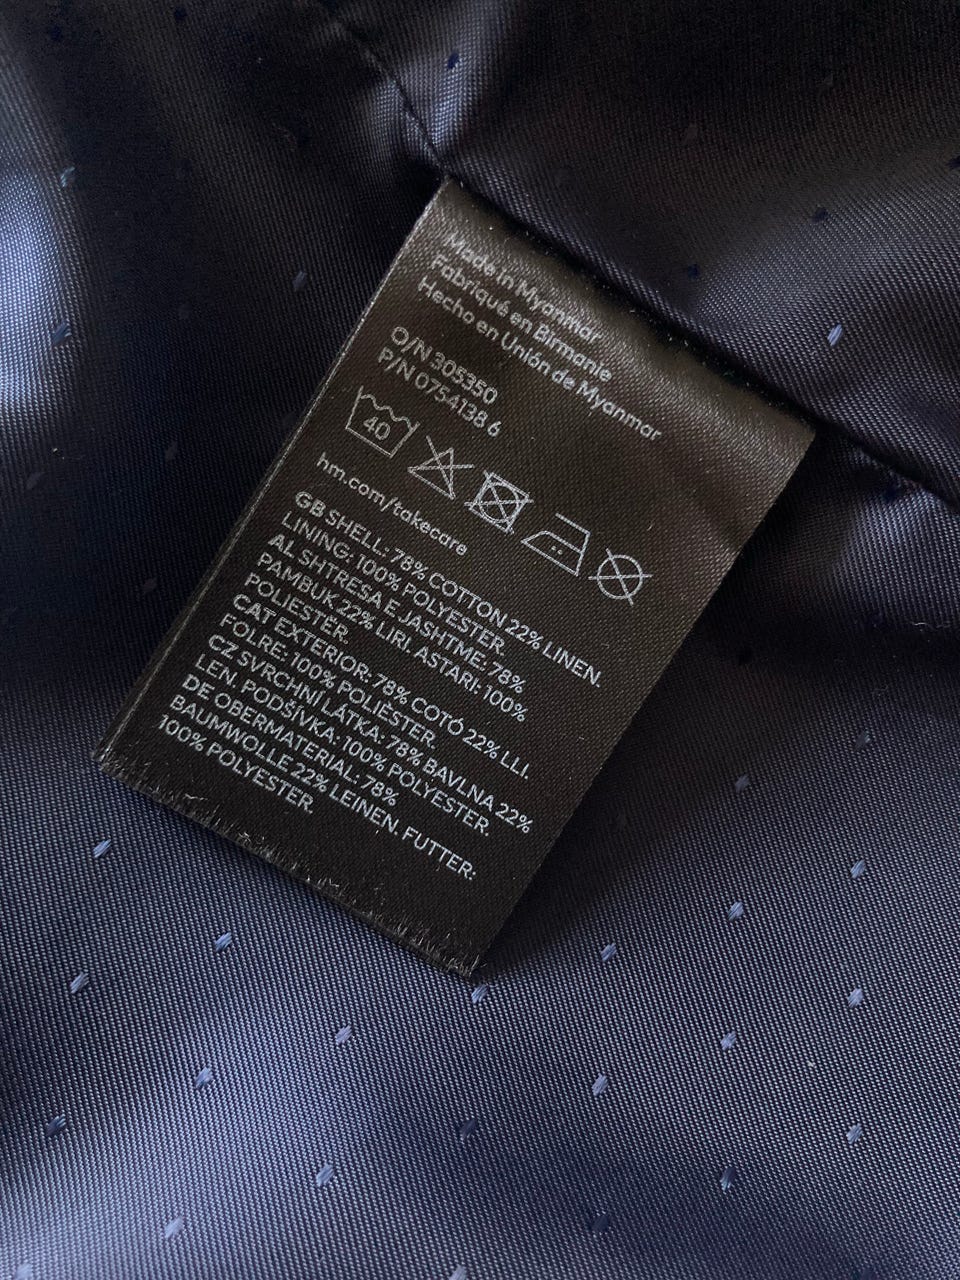 Made in Myanmar
Fabriqué en Birmanie
Hecho en Unión de Myanmar
O/N 305350
P/N 0754138 6
40
hm.com/takecare
GB SHELL: 78% COTTON 22% LINEN.
LINING: 100% POLYESTER.
AL SHTRESA E JASHTME: 78%
PAMBUK 22% LIRI. ASTARI: 100%
POLIESTËR.
CAT EXTERIOR: 78% COTÓ 22% LLI.
FOLRE: 100% POLIÈSTER.
CZ SVRCHNÍ LÁTKA: 78% BAVLNA 22%
LEN. PODŠÍVKA: 100% POLYESTER.
DE OBERMATERIAL: 78%
BAUMWOLLE 22% LEINEN. FUTTER:
100% POLYESTER.